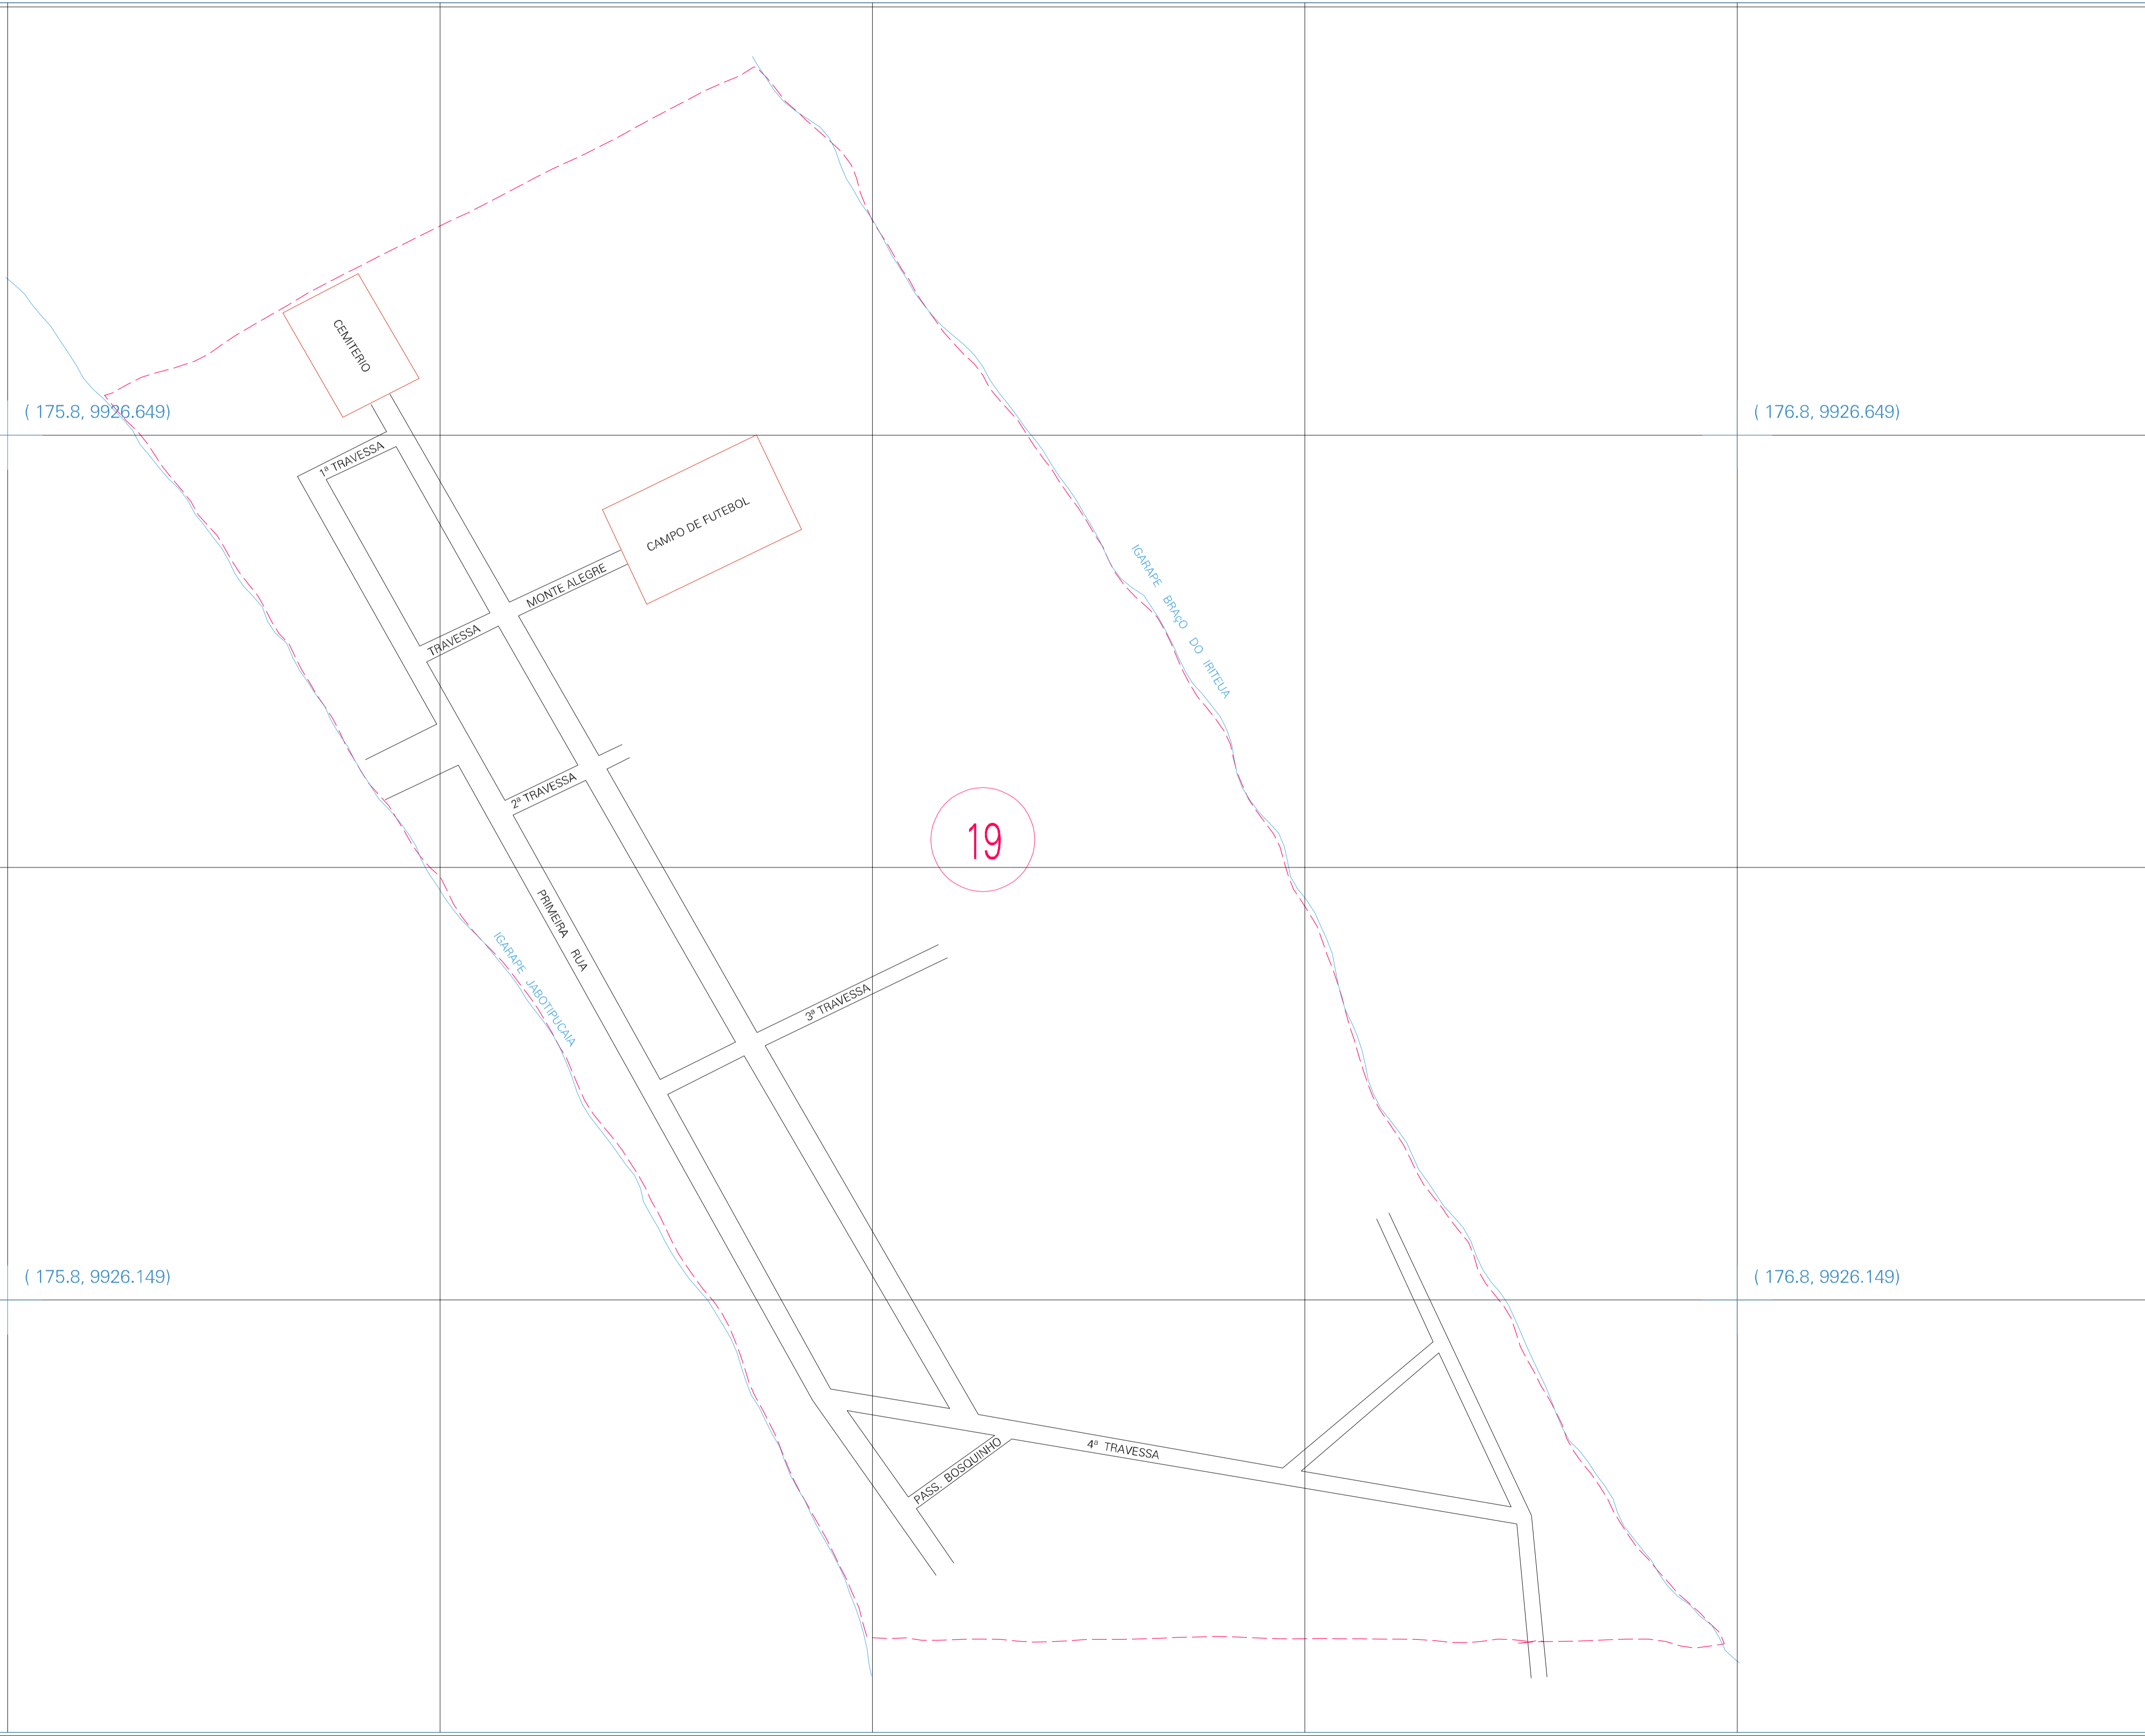 CEMITERIO
( 175.8, 9926.649)
( 176.8, 9926.649)
1ª TRAVESSA
CAMPO DE FUTEBOL
MONTE ALEGRE
TRAVESSA
IGARAPE BRAçO DO IRITEUA
2ª TRAVESSA
19
PRIMEIRA RUA
IGARAPE JABOTIPUCAIA
3ª TRAVESSA
( 175.8, 9926.149)
( 176.8, 9926.149)
4ª TRAVESSA
PASS. BOSQUINHO